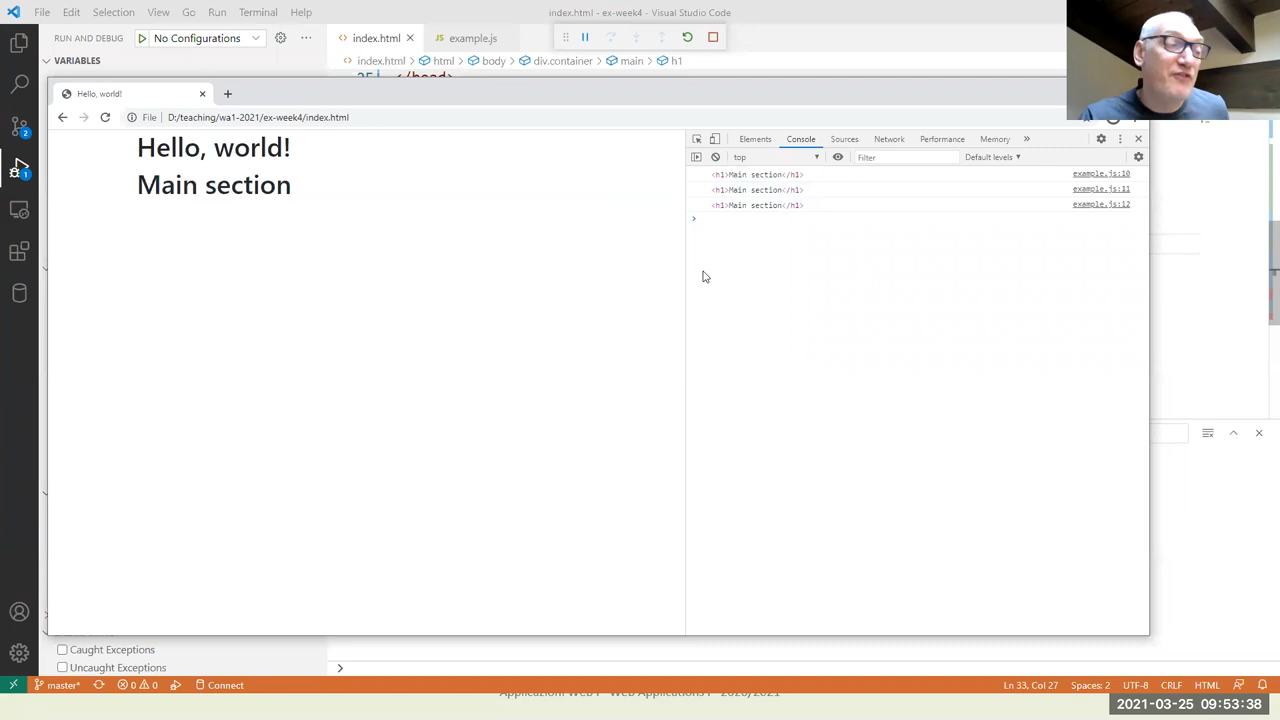 File Edit Selection View Go Run Terminal Help index.html - ex-week4 - Visual Studio Code
RUN AND DEBUG No Configurations index.html example.js
VARIABLES index.html html body div.container main h1
</head>
Hello, world!
File D:/teaching/wa1-2021/ex-week4/index.html
Hello, world!
Main section
Elements Console Sources Network Performance Memory
top Filter Default levels
<h1>Main section</h1> example.js:10
<h1>Main section</h1> example.js:11
<h1>Main section</h1> example.js:12
Caught Exceptions
Uncaught Exceptions
master* 0 0 Connect Ln 33, Col 27 Spaces: 2 UTF-8 CRLF HTML
2021-03-25 09:53:38